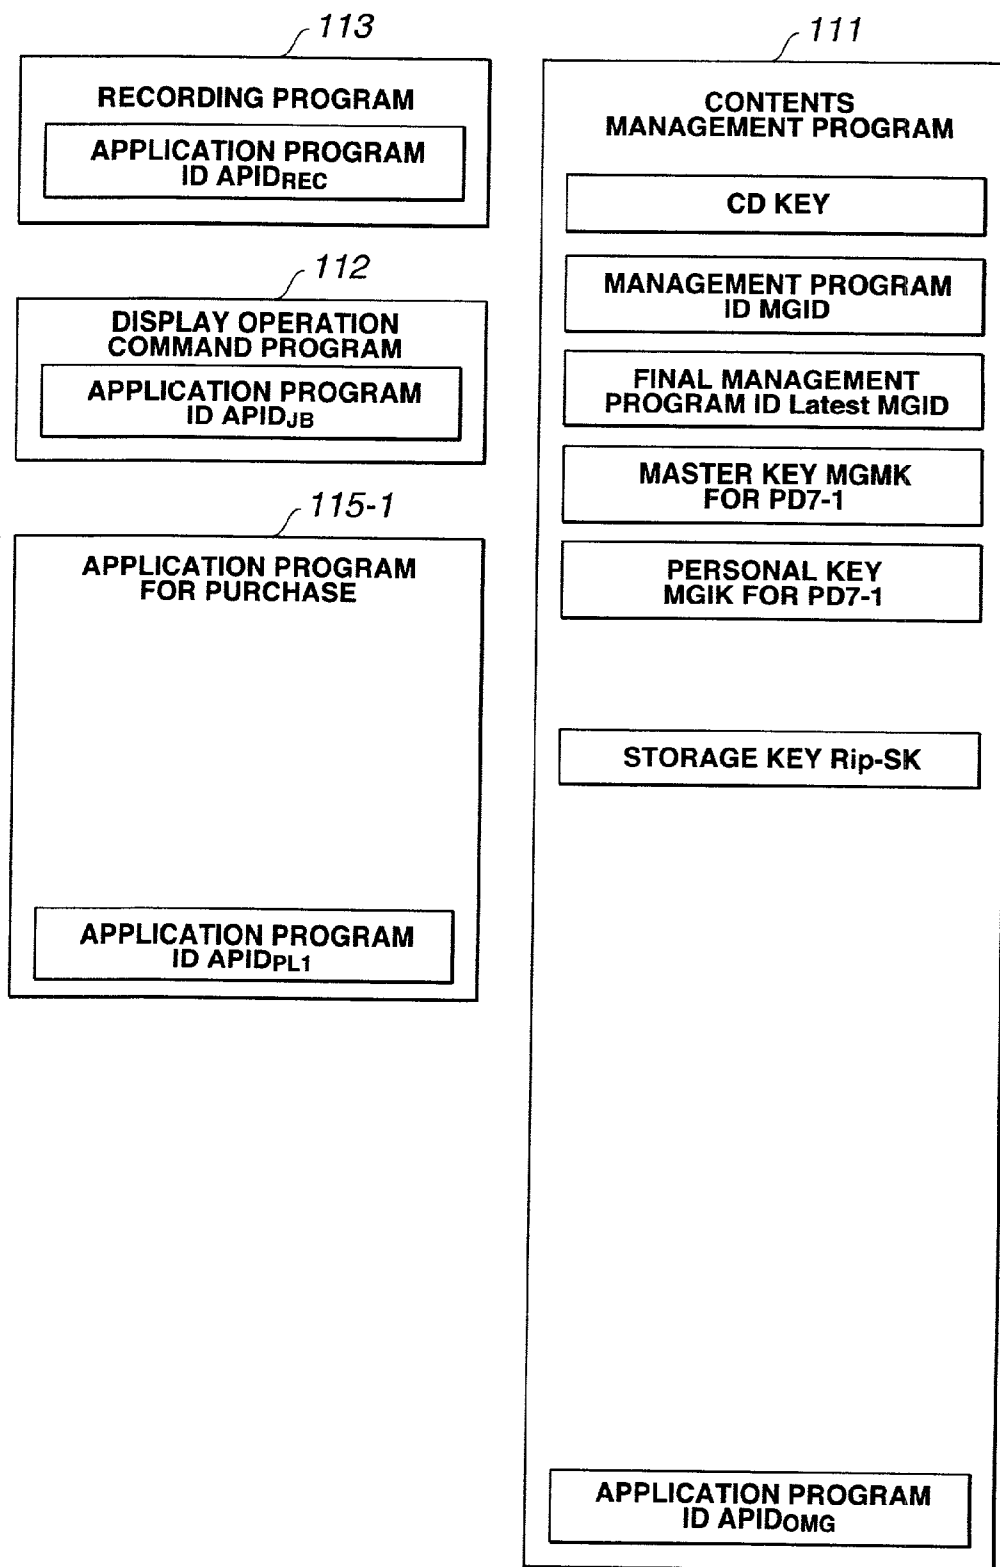 113
RECORDING PROGRAM
APPLICATION PROGRAM
ID APIDREC
112
DISPLAY OPERATION
COMMAND PROGRAM
APPLICATION PROGRAM
ID APIDJB
115-1
APPLICATION PROGRAM
FOR PURCHASE
APPLICATION PROGRAM
ID APIDPL1
111
CONTENTS
MANAGEMENT PROGRAM
CD KEY
MANAGEMENT PROGRAM
ID MGID
FINAL MANAGEMENT
PROGRAM ID Latest MGID
MASTER KEY MGMK
FOR PD7-1
PERSONAL KEY
MGIK FOR PD7-1
STORAGE KEY Rip-SK
APPLICATION PROGRAM
ID APIDOMG